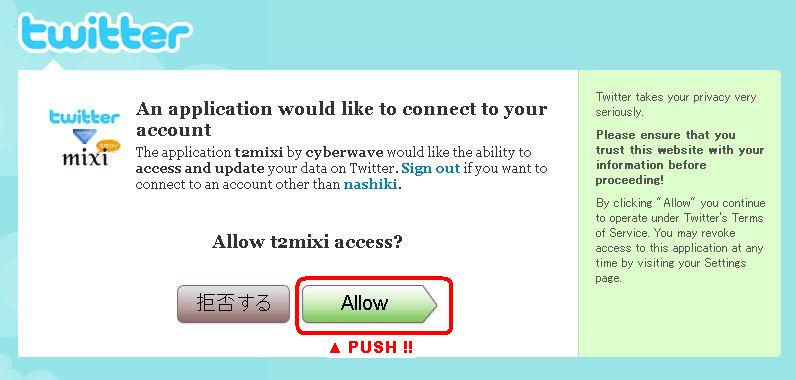 twitter
twitter
mixi
An application would like to connect to your
account
The application t2mixi by cyberwave would like the ability to
access and update your data on Twitter. Sign out if you want to
connect to an account other than nashiki.
Allow t2mixi access?
拒否する
Allow
▲ PUSH !!
Twitter takes your privacy very
seriously.
Please ensure that you
trust this website with your
information before
proceeding!
By clicking "Allow" you continue
to operate under Twitter's Terms
of Service. You may revoke
access to this application at any
time by visiting your Settings
page.